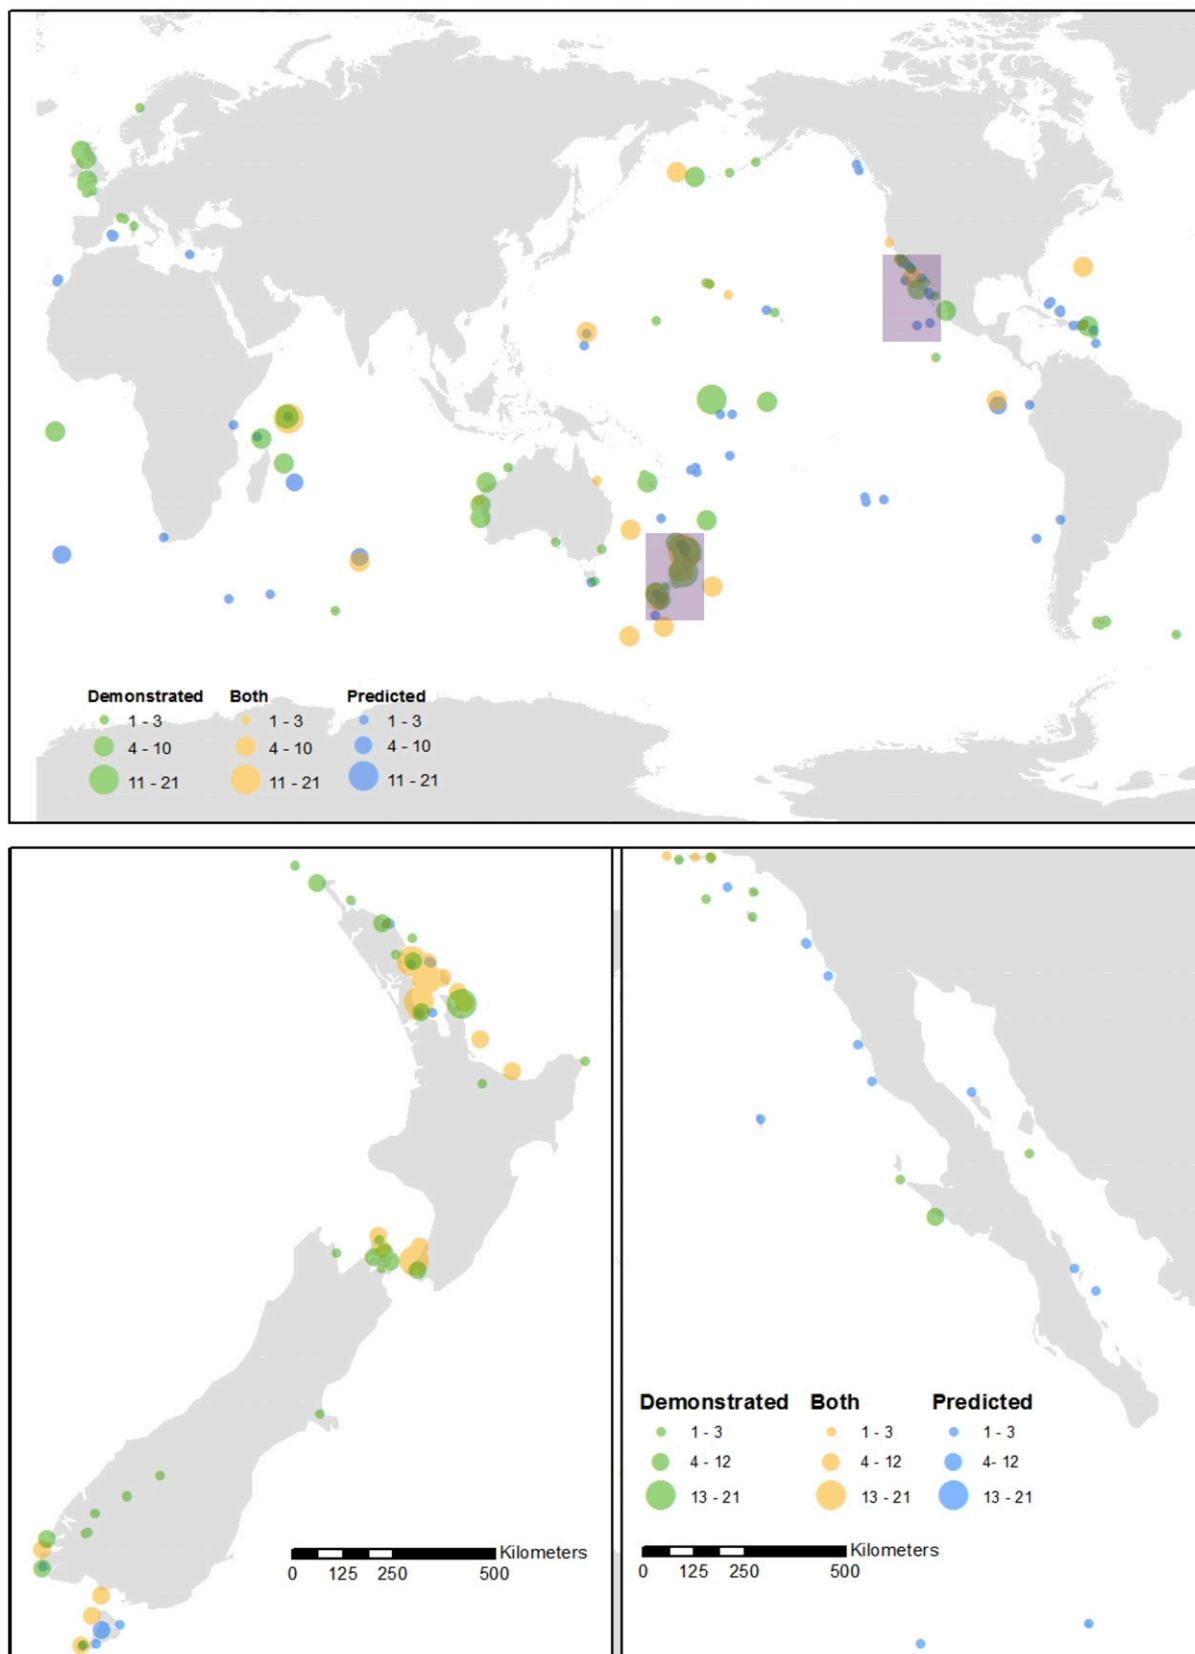 Demonstrated Both Predicted
1 - 3 1 - 3 1 - 3
4 - 10 4 - 10 4 - 10
11 - 21 11 - 21 11 - 21
Kilometers
0 125 250 500
Demonstrated Both Predicted
1 - 3 1 - 3 1 - 3
4 - 12 4 - 12 4- 12
13 - 21 13 - 21 13 - 21
Kilometers
0 125 250 500